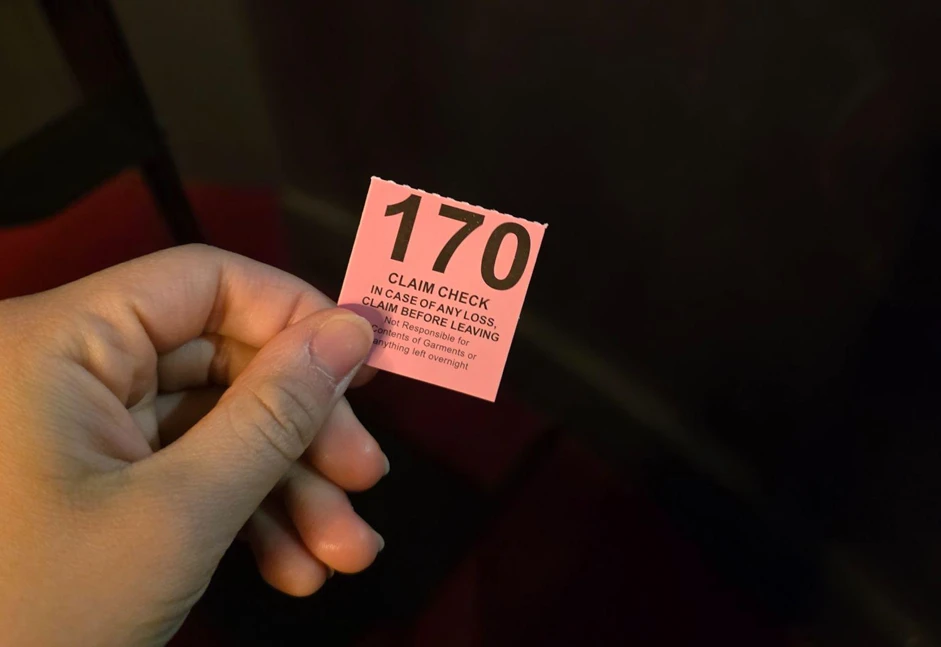 170
CLAIM CHECK
IN CASE OF ANY LOSS,
CLAIM BEFORE LEAVING
Not Responsible for
Contents of Garments or
anything left overnight